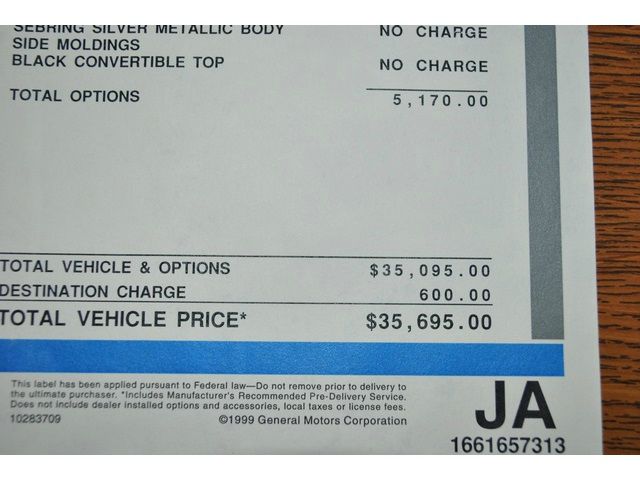 SEBRING SILVER METALLIC BODY NO CHARGE
SIDE MOLDINGS
BLACK CONVERTIBLE TOP NO CHARGE
TOTAL OPTIONS 5,170.00
TOTAL VEHICLE & OPTIONS $35,095.00
DESTINATION CHARGE 600.00
TOTAL VEHICLE PRICE* $35,695.00
This label has been applied pursuant to Federal law—Do not remove prior to delivery to
the ultimate purchaser. *Includes Manufacturer's Recommended Pre-Delivery Service.
Does not include dealer installed options and accessories, local taxes or license fees.
10283709 ©1999 General Motors Corporation
JA
1661657313